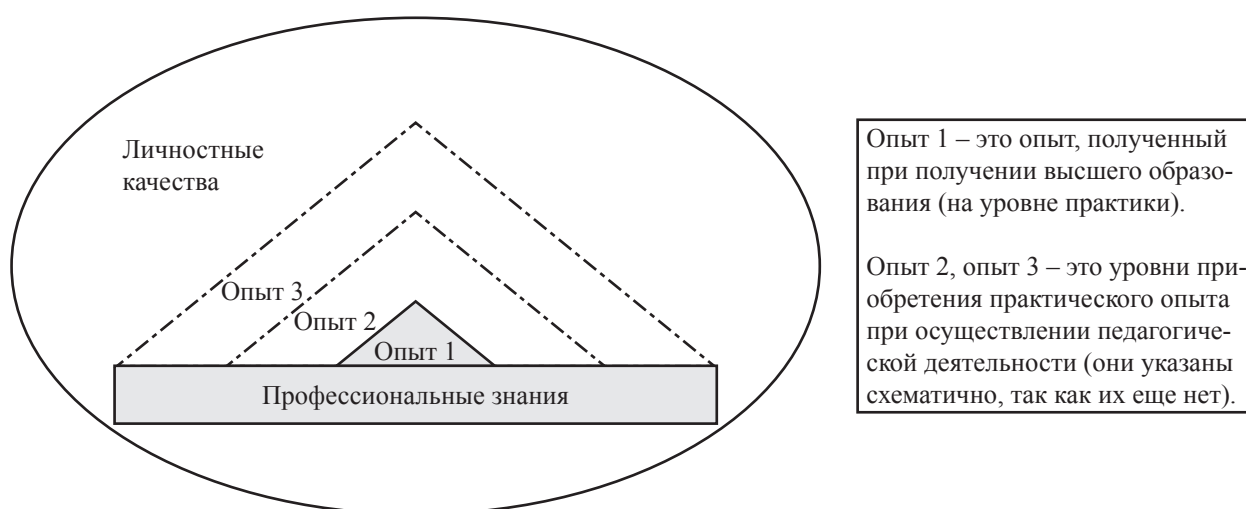 Личностные
качества
Опыт 3
Опыт 2
Опыт 1
Профессиональные знания
Опыт 1 – это опыт, полученный
при получении высшего образо-
вания (на уровне практики).
Опыт 2, опыт 3 – это уровни при-
обретения практического опыта
при осуществлении педагогиче-
ской деятельности (они указаны
схематично, так как их еще нет).